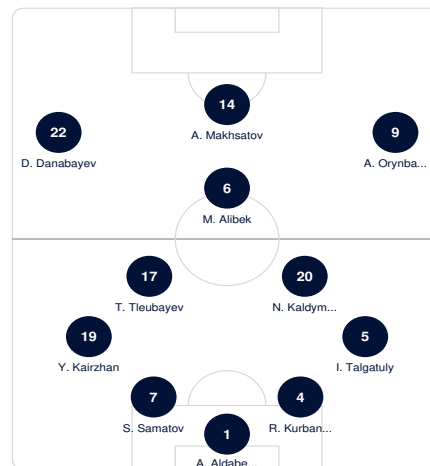 14
A. Makhsatov
22
D. Danabayev
9
A. Orynba...
6
M. Alibek
17
T. Tleubayev
20
N. Kaldym...
19
Y. Kairzhan
5
I. Talgatuly
7
S. Samatov
4
R. Kurban...
1
A. Aldabe...